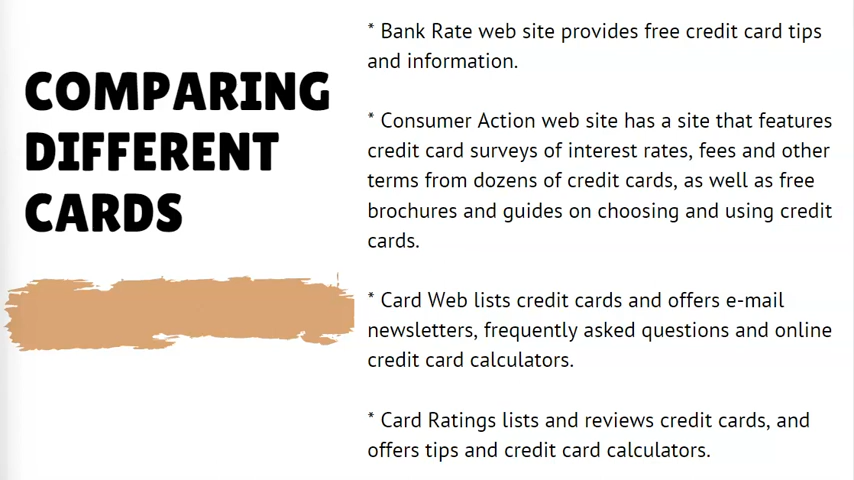 COMPARING
DIFFERENT
CARDS
* Bank Rate web site provides free credit card tips
and information.
* Consumer Action web site has a site that features
credit card surveys of interest rates, fees and other
terms from dozens of credit cards, as well as free
brochures and guides on choosing and using credit
cards.
* Card Web lists credit cards and offers e-mail
newsletters, frequently asked questions and online
credit card calculators.
* Card Ratings lists and reviews credit cards, and
offers tips and credit card calculators.